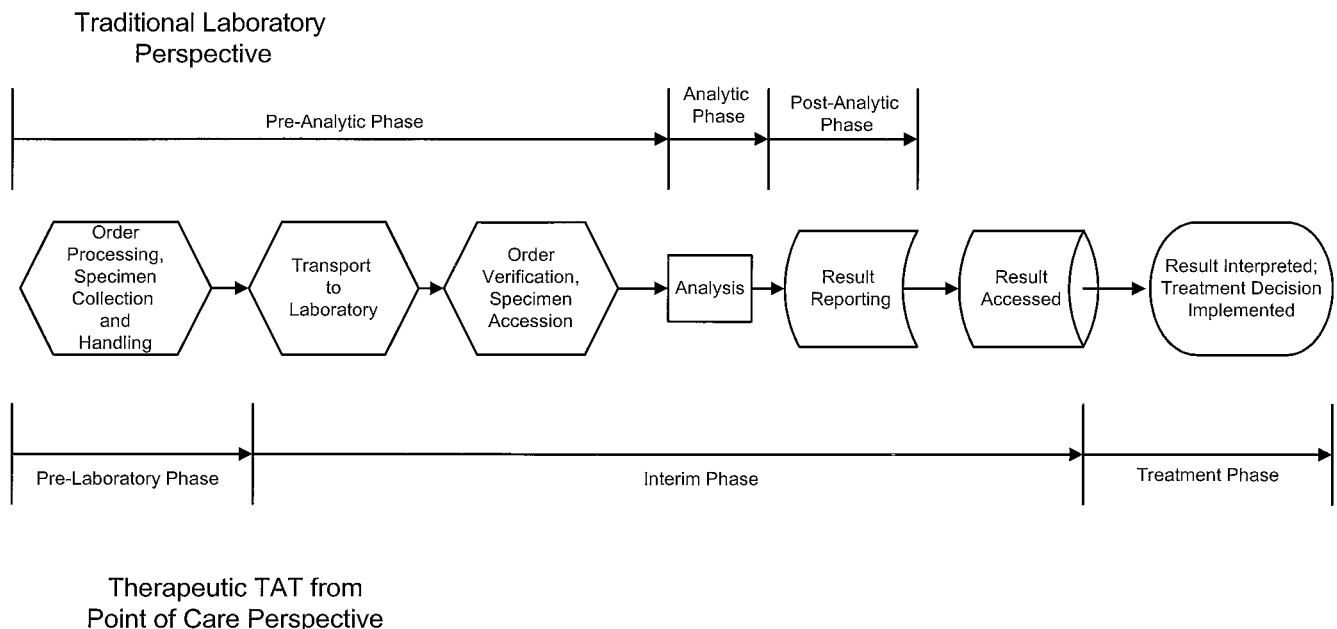 Traditional Laboratory
Perspective
Pre-Analytic Phase
Analytic
Phase
Post-Analytic
Phase
Order
Processing,
Specimen
Collection
and
Handling
Transport
to
Laboratory
Order
Verification,
Specimen
Accession
Analysis
Result
Reporting
Result
Accessed
Result Interpreted;
Treatment Decision
Implemented
Pre-Laboratory Phase
Interim Phase
Treatment Phase
Therapeutic TAT from
Point of Care Perspective